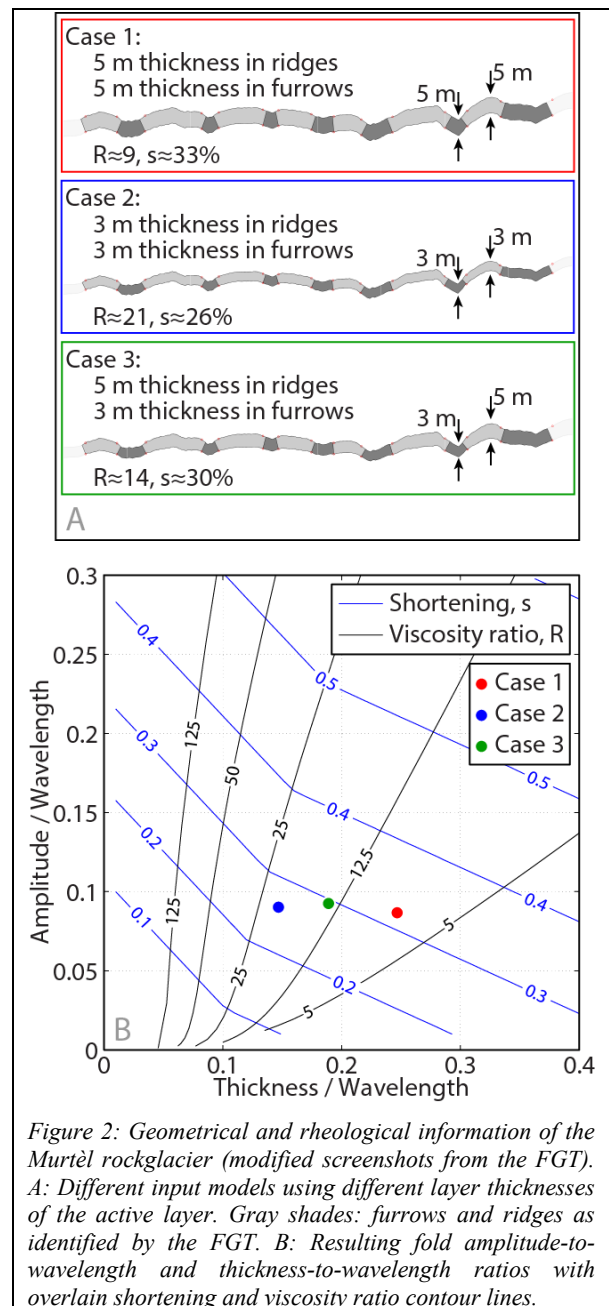 Case 1:
5 m thickness in ridges
5 m thickness in furrows
R≈9, s≈33%
5 m
5 m
Case 2:
3 m thickness in ridges
3 m thickness in furrows
R≈21, s≈26%
3 m
3 m
Case 3:
5 m thickness in ridges
3 m thickness in furrows
R≈14, s≈30%
3 m
5 m
A
Amplitude / Wavelength
0.3
0.25
0.2
0.15
0.1
0.05
0
Shortening, s
Viscosity ratio, R
Case 1
Case 2
Case 3
0.4
0.3
0.2
0.1
125
125
50
25
25
12.5
5
5
0.5
0.5
0.4
0.4
0.3
0.2
B
0
0.1
0.2
0.3
0.4
Thickness / Wavelength
Figure 2: Geometrical and rheological information of the
Murtèl rockglacier (modified screenshots from the FGT).
A: Different input models using different layer thicknesses
of the active layer. Gray shades: furrows and ridges as
identified by the FGT. B: Resulting fold amplitude-to-
wavelength and thickness-to-wavelength ratios with
overlain shortening and viscosity ratio contour lines.